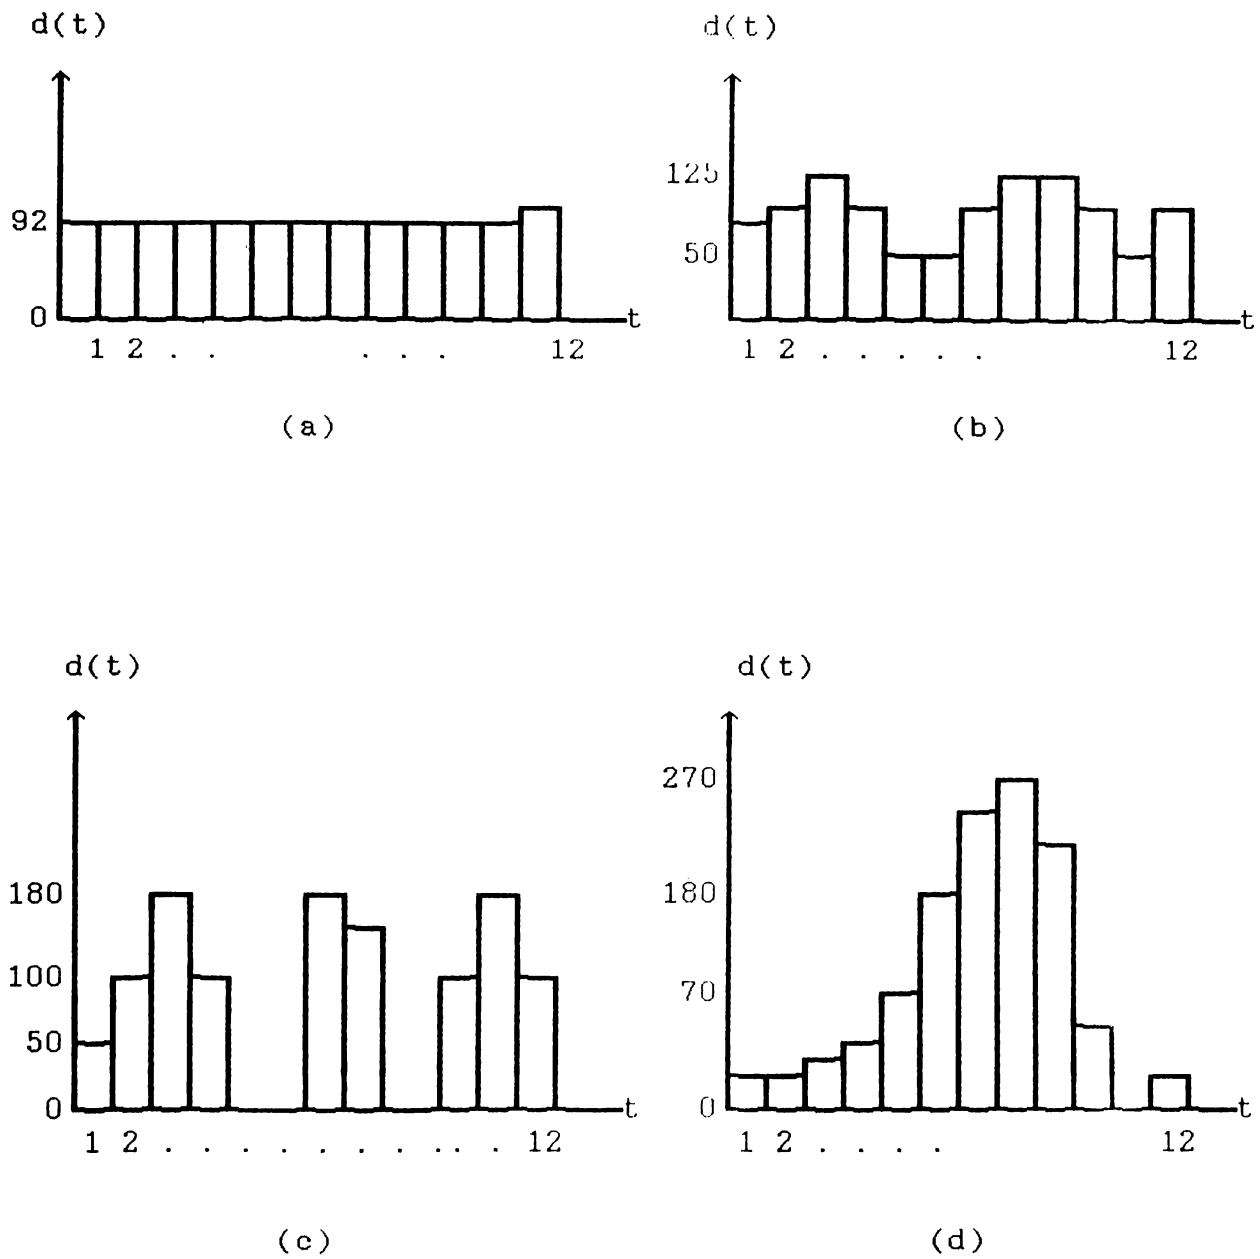 d(t)
92
0
t
1 2 . . . . . 12
(a)
d(t)
125
50
t
1 2 . . . . . 12
(b)
d(t)
180
100
50
0
t
1 2 . . . . . . . . . 12
(c)
d(t)
270
180
70
0
t
1 2 . . . . 12
(d)